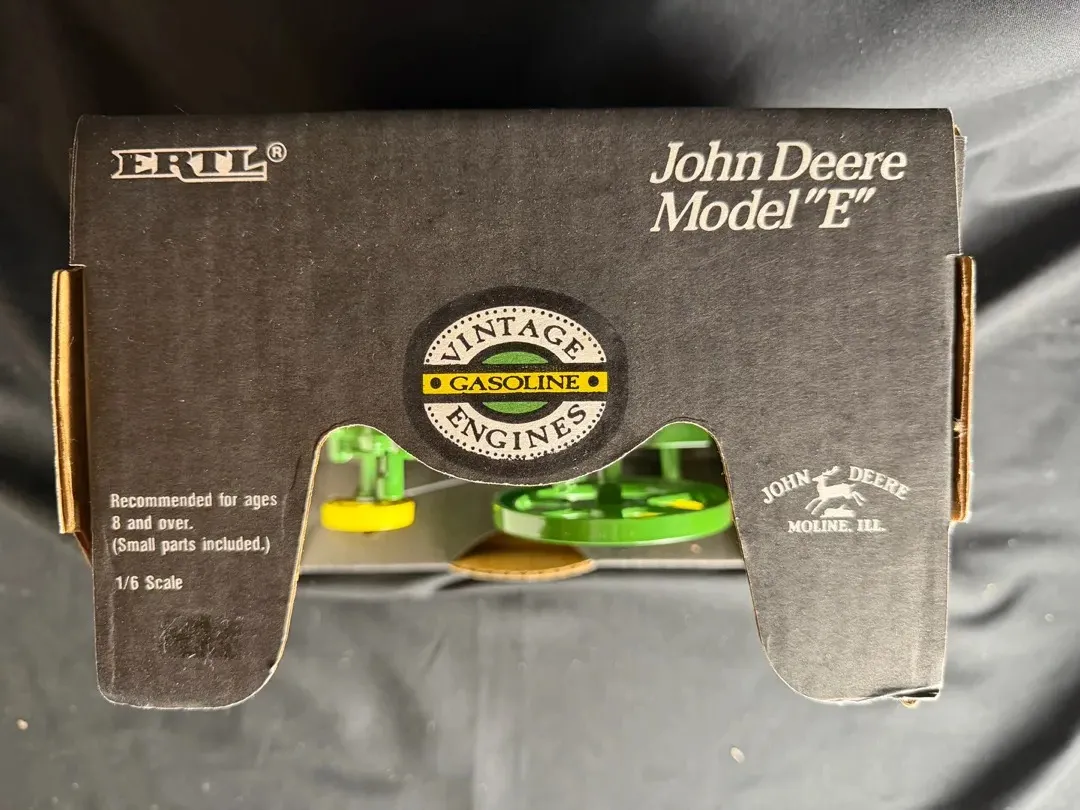 ERTL®
John Deere
Model "E"
VINTAGE
GASOLINE
ENGINES
Recommended for ages
8 and over.
(Small parts included.)
1/6 Scale
JOHN DEERE
MOLINE, ILL.